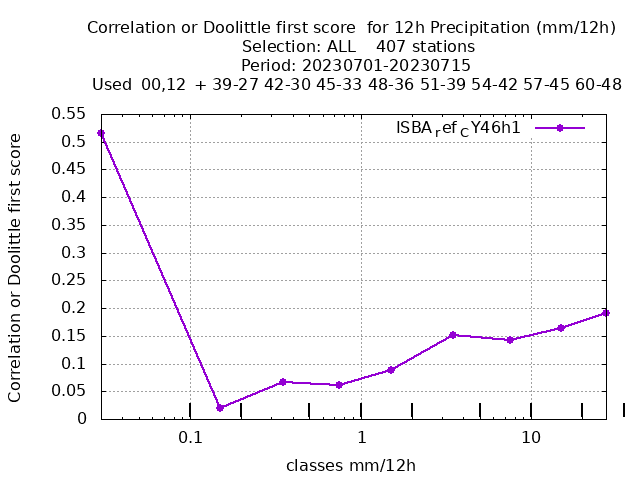 Correlation or Doolittle first score  for 12h Precipitation (mm/12h)
Selection: ALL    407 stations
Period: 20230701-20230715
Used  00,12  + 39-27 42-30 45-33 48-36 51-39 54-42 57-45 60-48
ISBA_ref_CY46h1
Correlation or Doolittle first score
0.55
0.5
0.45
0.4
0.35
0.3
0.25
0.2
0.15
0.1
0.05
0
0.1 1 10
classes mm/12h